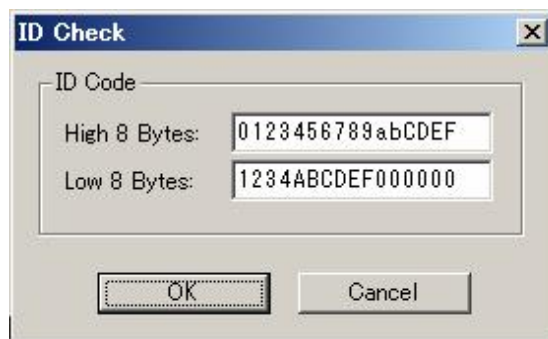 ID Check
ID Code
High 8 Bytes: 0123456789abCDEF
Low 8 Bytes: 1234ABCDEF000000
OK Cancel